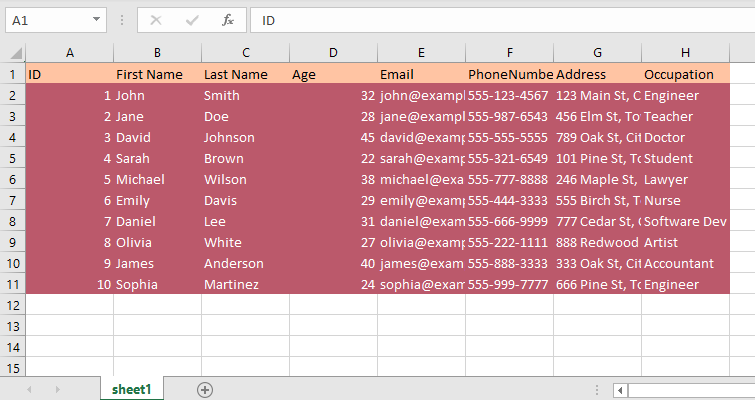 A1 fx ID
A B C D E F G H
1 ID First Name Last Name Age Email PhoneNumbe Address Occupation
2 1 John Smith 32 john@exampl 555-123-4567 123 Main St, C Engineer
3 2 Jane Doe 28 jane@exampl 555-987-6543 456 Elm St, To Teacher
4 3 David Johnson 45 david@examp 555-555-5555 789 Oak St, Cit Doctor
5 4 Sarah Brown 22 sarah@examp 555-321-6549 101 Pine St, To Student
6 5 Michael Wilson 38 michael@exa 555-777-8888 246 Maple St, Lawyer
7 6 Emily Davis 29 emily@examp 555-444-3333 555 Birch St, T Nurse
8 7 Daniel Lee 31 daniel@exam 555-666-9999 777 Cedar St, C Software Dev
9 8 Olivia White 27 olivia@examp 555-222-1111 888 Redwood Artist
10 9 James Anderson 40 james@exam 555-888-3333 333 Oak St, Cit Accountant
11 10 Sophia Martinez 24 sophia@exam 555-999-7777 666 Pine St, To Engineer
12
13
14
15
sheet1